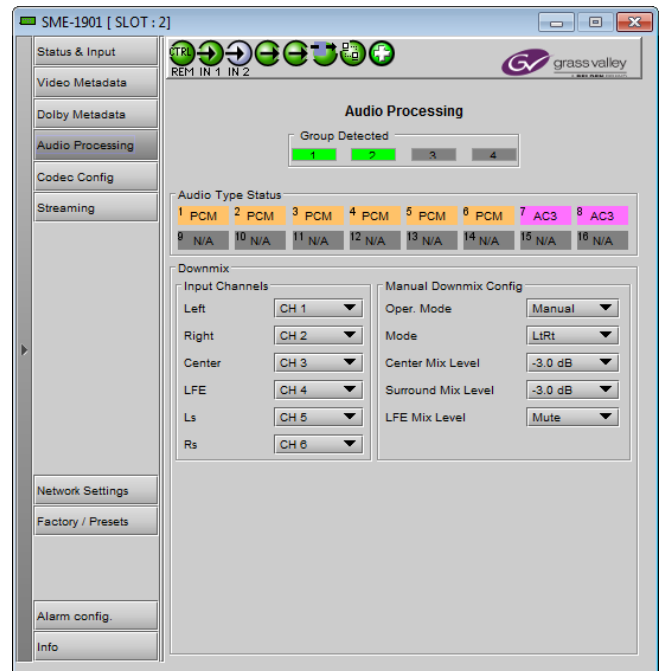 SME-1901 [ SLOT : 2]
Status & Input
Video Metadata
Dolby Metadata
Audio Processing
Codec Config
Streaming
Network Settings
Factory / Presets
Alarm config.
Info
CTRL
REM IN 1 IN 2
GV grass valley
Audio Processing
Group Detected
1 2 3 4
Audio Type Status
1 PCM 2 PCM 3 PCM 4 PCM 5 PCM 6 PCM 7 AC3 8 AC3
9 N/A 10 N/A 11 N/A 12 N/A 13 N/A 14 N/A 15 N/A 16 N/A
Downmix
Input Channels
Left CH 1
Right CH 2
Center CH 3
LFE CH 4
Ls CH 5
Rs CH 6
Manual Downmix Config
Oper. Mode Manual
Mode LtRt
Center Mix Level -3.0 dB
Surround Mix Level -3.0 dB
LFE Mix Level Mute